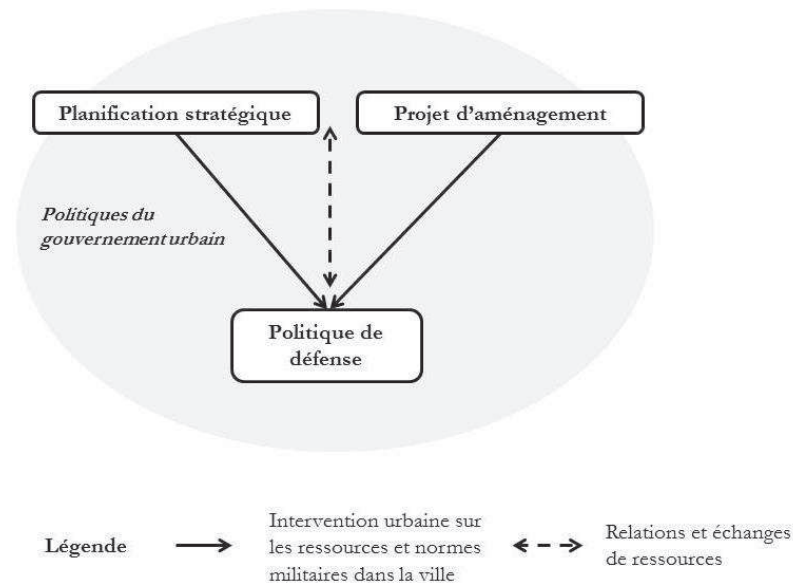 Planification stratégique
Projet d'aménagement
Politiques du
gouvernement urbain
Politique de
défense
Légende
Intervention urbaine sur
les ressources et normes
militaires dans la ville
Relations et échanges
de ressources